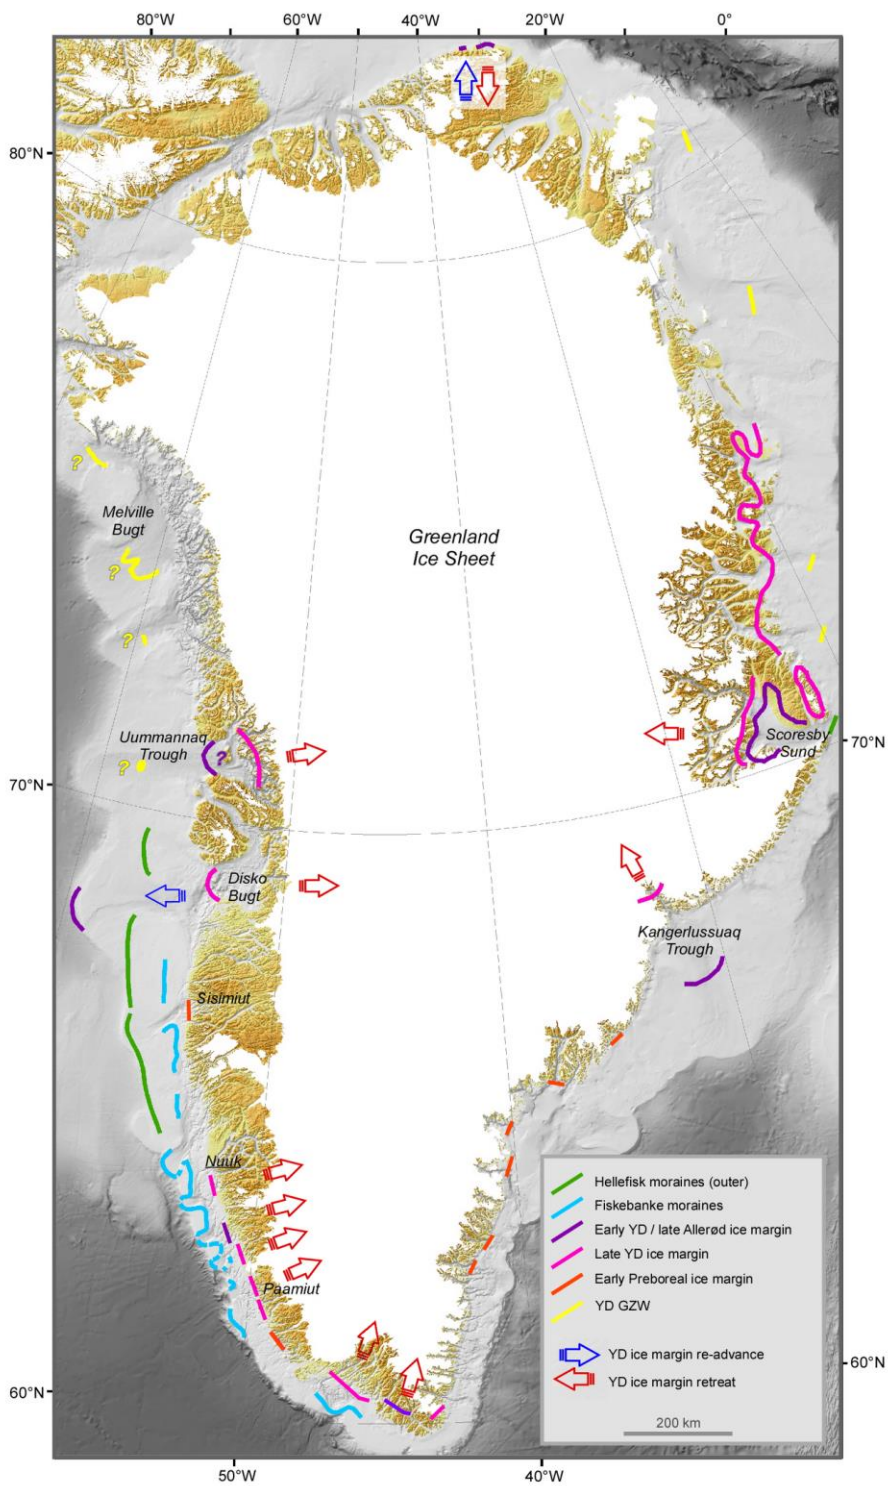 80°W 60°W 40°W 20°W 0°
80°N
?
Melville
Bugt
?
?
Greenland
Ice Sheet
Uummannaq
Trough
?
?
Scoresby
Sund
70°N
70°N
Disko
Bugt
Kangerlussuaq
Trough
Sisimiut
Nuuk
Paamiut
Hellefisk moraines (outer)
Fiskebanke moraines
Early YD / late Allerød ice margin
Late YD ice margin
Early Preboreal ice margin
YD GZW
YD ice margin re-advance
YD ice margin retreat
200 km
60°N
60°N
50°W 40°W